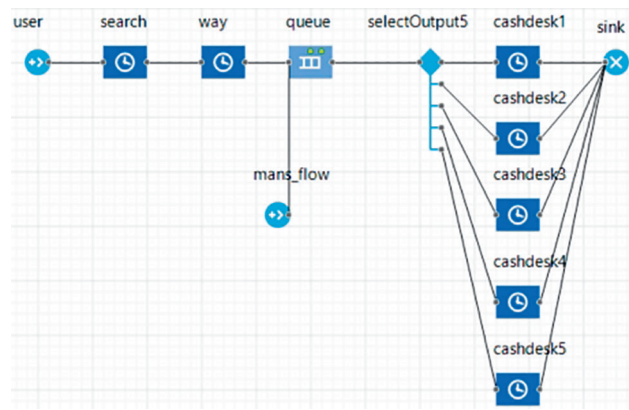 user search way queue selectOutput5 cashdesk1 sink
cashdesk2
mans_flow cashdesk3
cashdesk4
cashdesk5